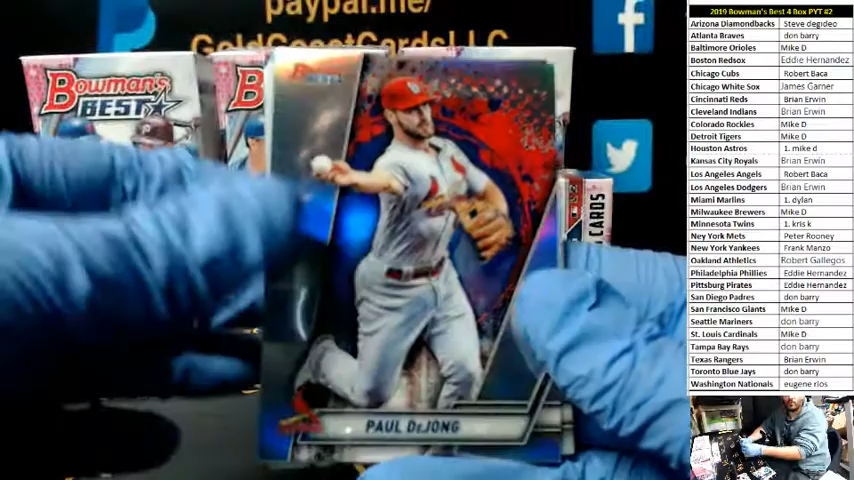 paypal.me/
GoldCoastCardsLLC
Bowman's
BEST
B
CARDS
PAUL DeJONG
2019 Bowman's Best 4 Box PYT #2
Arizona Diamondbacks Steve degideo
Atlanta Braves don barry
Baltimore Orioles Mike D
Boston Redsox Eddie Hernandez
Chicago Cubs Robert Baca
Chicago White Sox James Garner
Cincinnati Reds Brian Erwin
Cleveland Indians Brian Erwin
Colorado Rockies Mike D
Detroit Tigers Mike D
Houston Astros 1. mike d
Kansas City Royals Brian Erwin
Los Angeles Angels Robert Baca
Los Angeles Dodgers Brian Erwin
Miami Marlins 1. dylan
Milwaukee Brewers Mike D
Minnesota Twins 1. kris k
Ney York Mets Peter Rooney
New York Yankees Frank Manzo
Oakland Athletics Robert Gallegos
Philadelphia Phillies Eddie Hernandez
Pittsburg Pirates Eddie Hernandez
San Diego Padres don barry
San Francisco Giants Mike D
Seattle Mariners don barry
St. Louis Cardinals Mike D
Tampa Bay Rays don barry
Texas Rangers Brian Erwin
Toronto Blue Jays don barry
Washington Nationals eugene rios